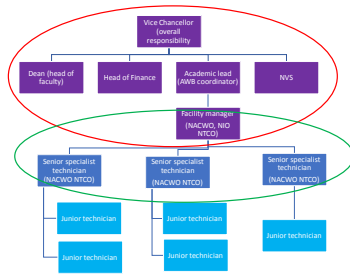 Vice Chancellor
(overall
responsibility
Dean (head of
faculty)
Head of Finance
Academic lead
(AWB coordinator)
NVS
Facility manager
(NACWO, NIO
NTCO)
Senior specialist
technician
(NACWO NTCO)
Senior specialist
technician
(NACWO NTCO)
Senior specialist
technician
(NACWO NTCO)
Junior technician
Junior technician
Junior technician
Junior technician
Junior technician